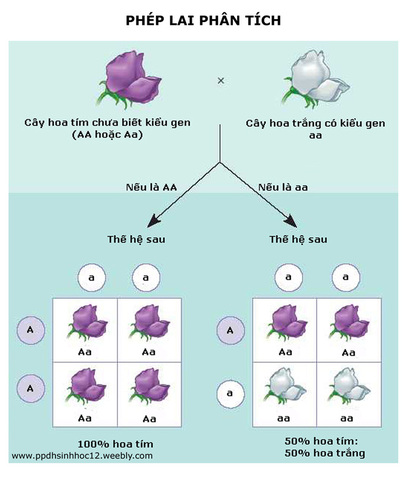 PHÉP LAI PHÂN TÍCH
×
Cây hoa tím chưa biết kiểu gen
(AA hoặc Aa)
Cây hoa trắng có kiểu gen
aa
Nếu là AA
Nếu là aa
Thế hệ sau
Thế hệ sau
a a
a a
A Aa Aa
A Aa Aa
A Aa Aa
a aa aa
100% hoa tím
50% hoa tím:
50% hoa trắng
www.ppdhsinhhoc12.weebly.com